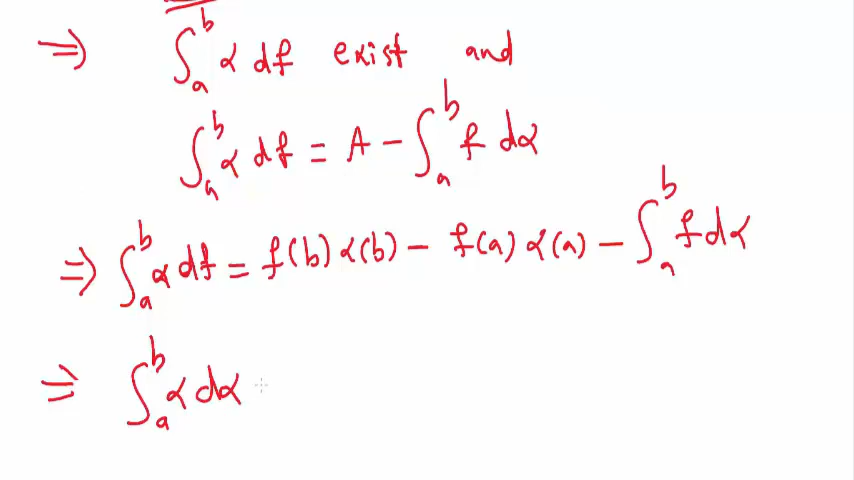 ⇒ ∫_a^b α df exist and
∫_a^b α df = A − ∫_a^b f dα
⇒ ∫_a^b α df = f(b) α(b) − f(a) α(a) − ∫_a^b f dα
⇒ ∫_a^b α dα